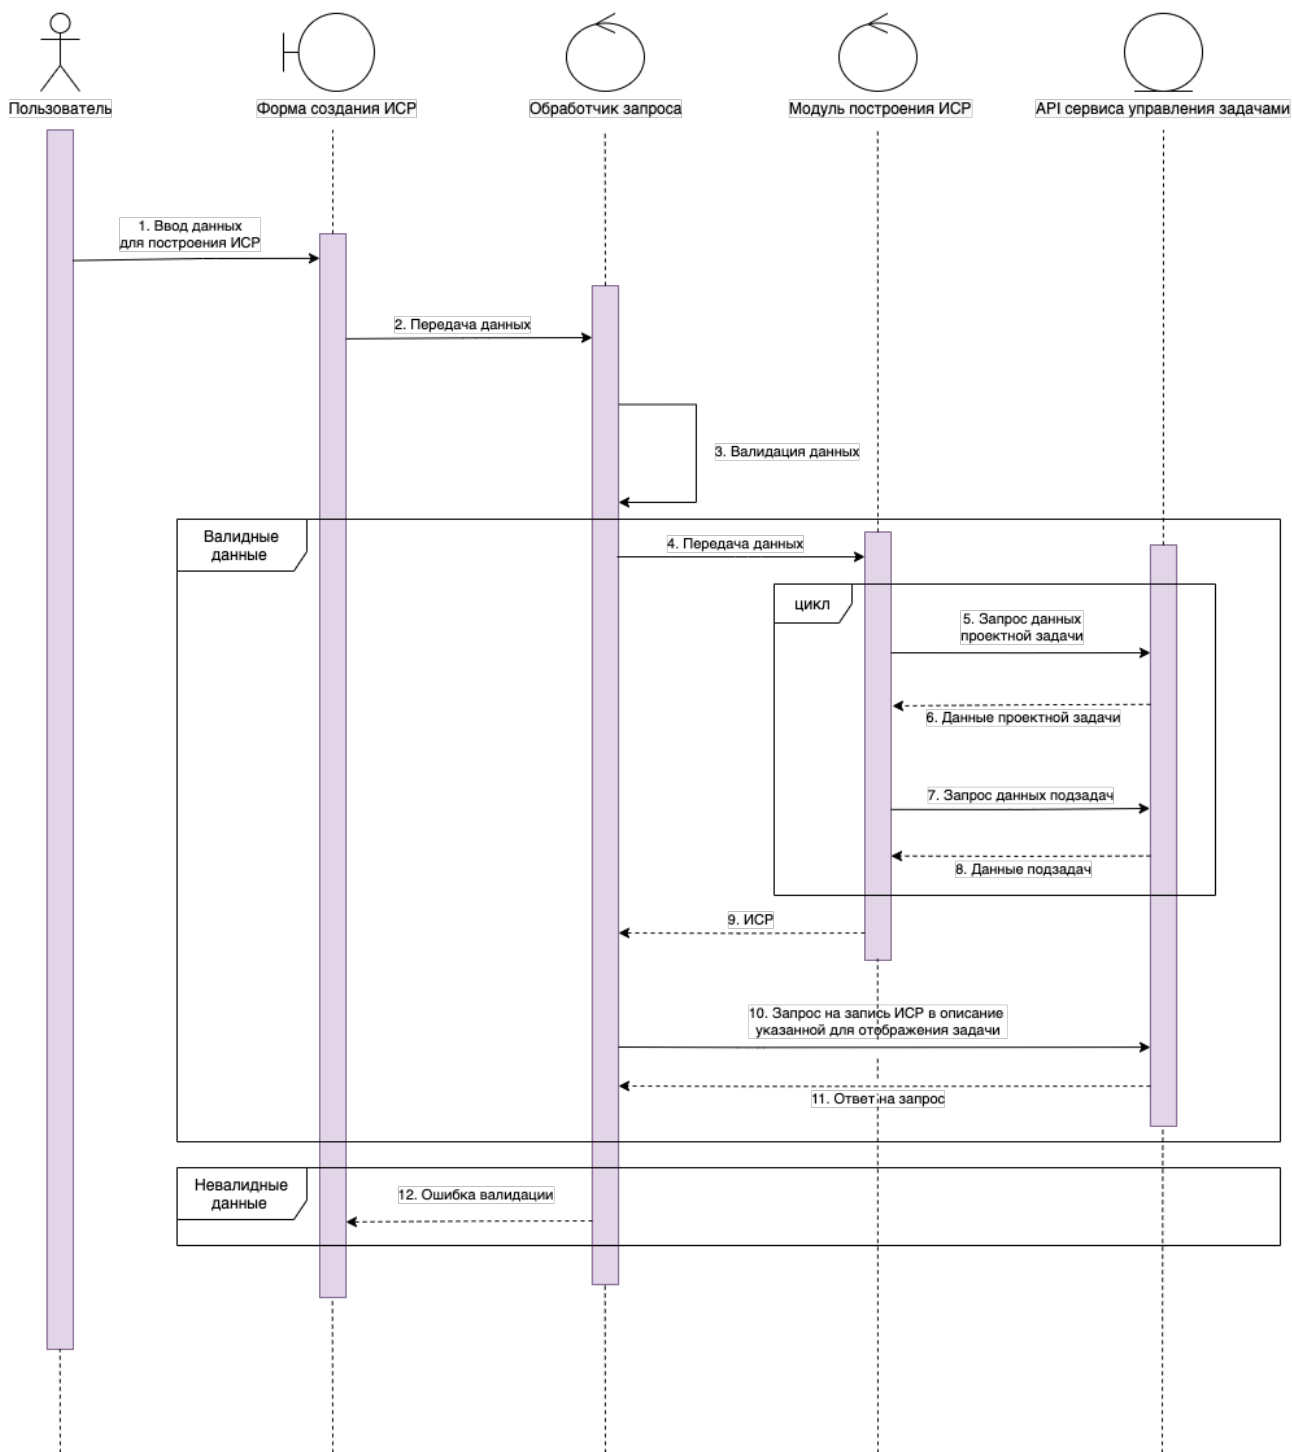 Пользователь
Форма создания ИСР
Обработчик запроса
Модуль построения ИСР
API сервиса управления задачами
1. Ввод данных
для построения ИСР
2. Передача данных
3. Валидация данных
Валидные
данные
4. Передача данных
цикл
5. Запрос данных
проектной задачи
6. Данные проектной задачи
7. Запрос данных подзадач
8. Данные подзадач
9. ИСР
10. Запрос на запись ИСР в описание
указанной для отображения задачи
11. Ответ на запрос
Невалидные
данные
12. Ошибка валидации